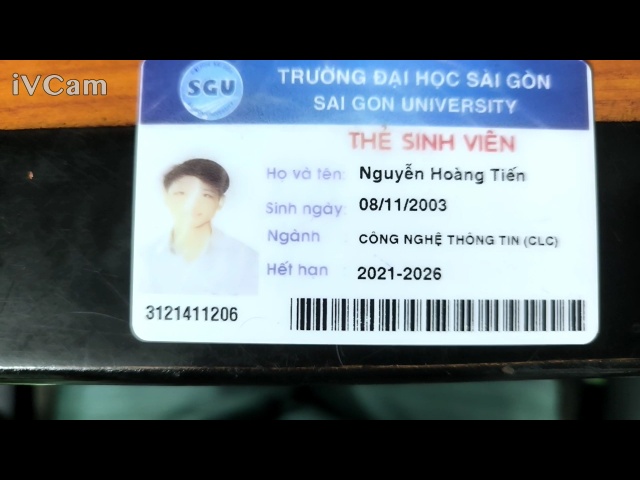 iVCam
SGU
TRƯỜNG ĐẠI HỌC SÀI GÒN
SAI GON UNIVERSITY
THẺ SINH VIÊN
Họ và tên: Nguyễn Hoàng Tiến
Sinh ngày: 08/11/2003
Ngành CÔNG NGHỆ THÔNG TIN (CLC)
Hết hạn 2021-2026
3121411206